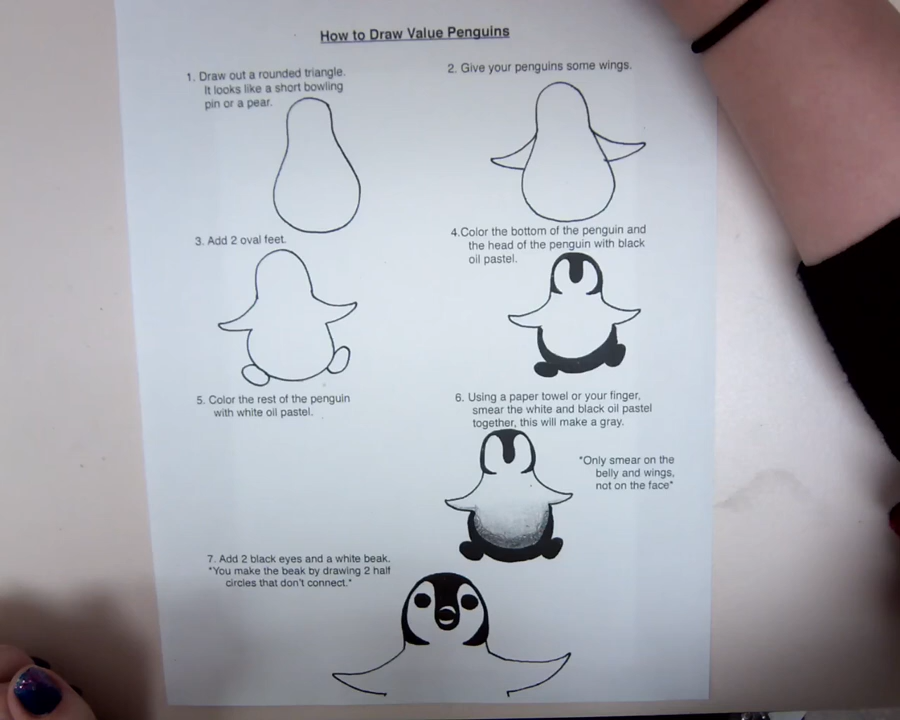 How to Draw Value Penguins
1. Draw out a rounded triangle.
It looks like a short bowling
pin or a pear.
2. Give your penguins some wings.
3. Add 2 oval feet.
4.Color the bottom of the penguin and
the head of the penguin with black
oil pastel.
5. Color the rest of the penguin
with white oil pastel.
6. Using a paper towel or your finger,
smear the white and black oil pastel
together, this will make a gray.
*Only smear on the
belly and wings,
not on the face*
7. Add 2 black eyes and a white beak.
*You make the beak by drawing 2 half
circles that don't connect.*